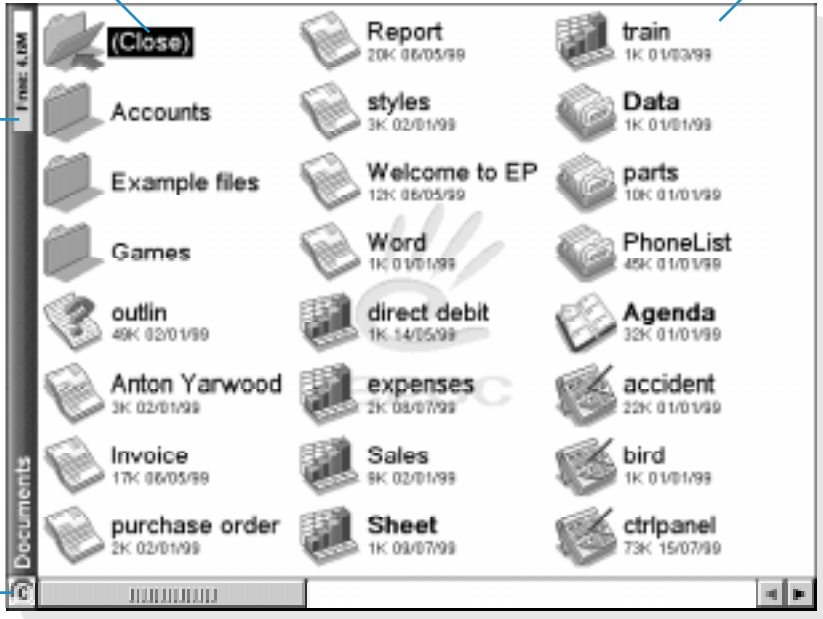 Free: 4.6M
(Close)
Accounts
Example files
Games
outlin
49K 02/01/99
Anton Yarwood
3K 02/01/99
Invoice
17K 06/05/99
purchase order
2K 02/01/99
Report
20K 06/05/99
styles
3K 02/01/99
Welcome to EP
12K 06/05/99
Word
1K 01/01/99
direct debit
1K 14/05/99
expenses
2K 08/07/99
Sales
9K 02/01/99
Sheet
1K 09/07/99
train
1K 01/03/99
Data
1K 01/01/99
parts
10K 01/01/99
PhoneList
45K 01/01/99
Agenda
32K 01/01/99
accident
22K 01/01/99
bird
1K 01/01/99
ctrlpanel
73K 15/07/99
Documents
C